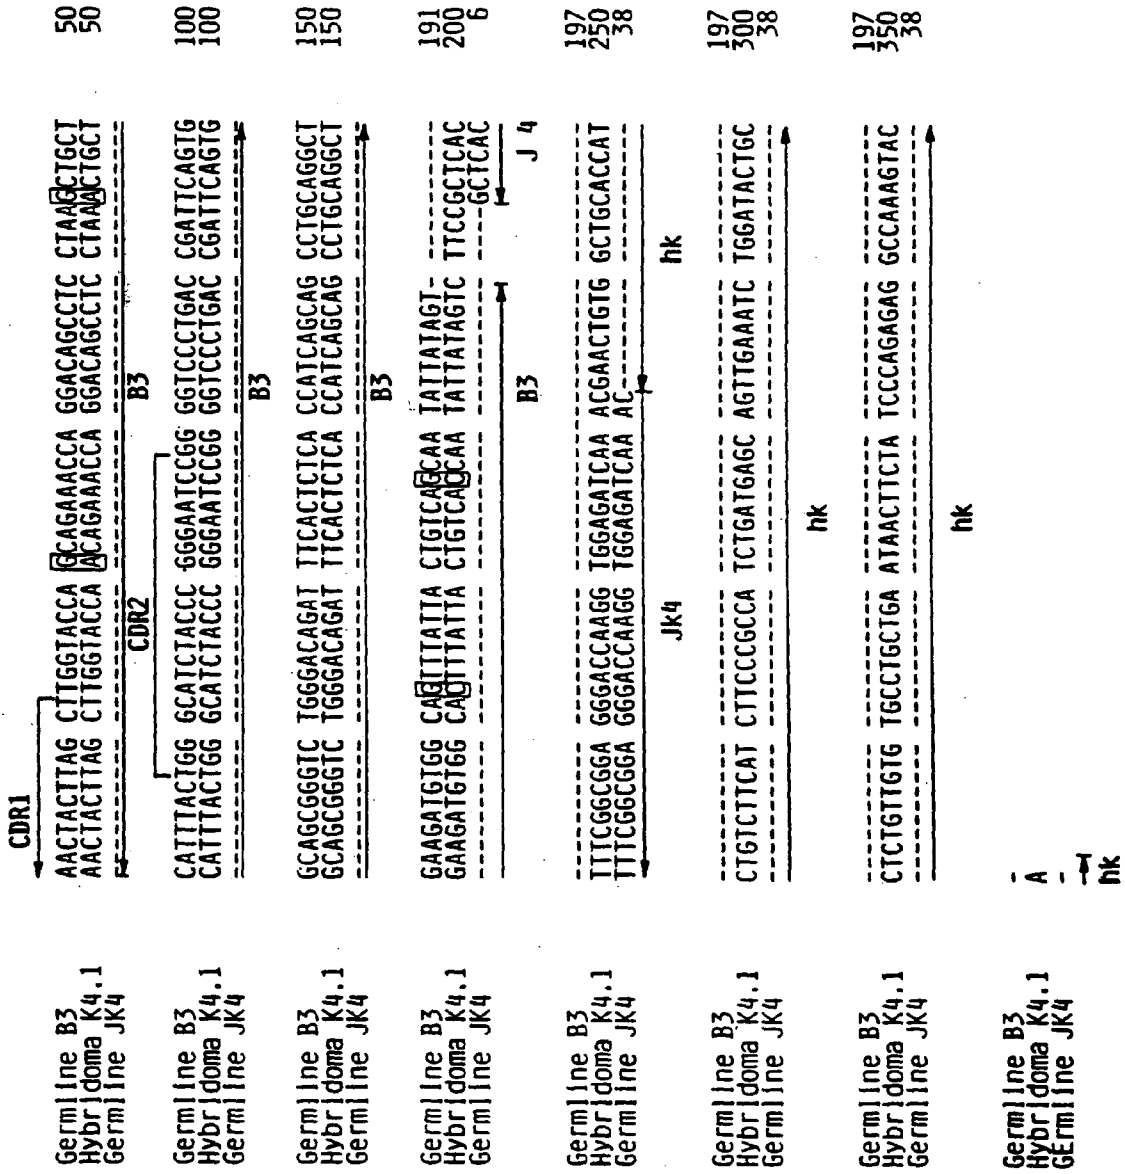 CDR1
Germline B3 AACTACTTAG CTTGGTACCA GCAGAAACCA GGACAGCCTC CTAAGCTGCT 50
Hybridoma K4.1 AACTACTTAG CTTGGTACCA ACAGAAACCA GGACAGCCTC CTAAACTGCT 50
Germline JK4 ---------- ---------- ---------- ---------- ----------
B3
CDR2
Germline B3 CATTTACTGG GCATCTACCC GGGAATCCGG GGTCCCTGAC CGATTCAGTG 100
Hybridoma K4.1 CATTTACTGG GCATCTACCC GGGAATCCGG GGTCCCTGAC CGATTCAGTG 100
Germline JK4 ---------- ---------- ---------- ---------- ----------
B3
Germline B3 GCAGCGGGTC TGGGACAGAT TTCACTCTCA CCATCAGCAG CCTGCAGGCT 150
Hybridoma K4.1 GCAGCGGGTC TGGGACAGAT TTCACTCTCA CCATCAGCAG CCTGCAGGCT 150
Germline JK4 ---------- ---------- ---------- ---------- ----------
B3
Germline B3 GAAGATGTGG CAGTTTATTA CTGTCAGCAA TATTATAGT- ---------- 191
Hybridoma K4.1 GAAGATGTGG CACTTTATTA CTGTCACCAA TATTATAGTC TTCCGCTCAC 200
Germline JK4 ---------- ---------- ---------- ---------- ----GCTCAC 6
B3 J 4
Germline B3 ---------- ---------- ---------- ---------- ---------- 197
Hybridoma K4.1 TTTCGGCGGA GGGACCAAGG TGGAGATCAA ACGAACTGTG GCTGCACCAT 250
Germline JK4 TTTCGGCGGA GGGACCAAGG TGGAGATCAA AC-------- ---------- 38
Jk4 hk
Germline B3 ---------- ---------- ---------- ---------- ---------- 197
Hybridoma K4.1 CTGTCTTCAT CTTCCCGCCA TCTGATGAGC AGTTGAAATC TGGATACTGC 300
Germline JK4 ---------- ---------- ---------- ---------- ---------- 38
hk
Germline B3 ---------- ---------- ---------- ---------- ---------- 197
Hybridoma K4.1 CTCTGTTGTG TGCCTGCTGA ATAACTTCTA TCCCAGAGAG GCCAAAGTAC 350
Germline JK4 ---------- ---------- ---------- ---------- ---------- 38
hk
Germline B3 -
Hybridoma K4.1 A
GErmline JK4 -
hk